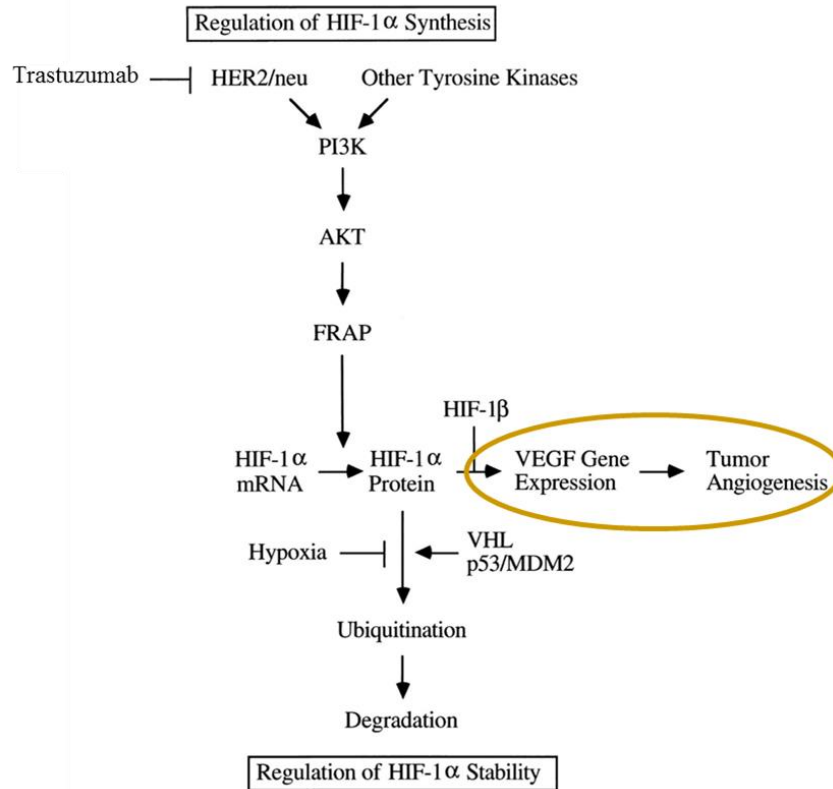 Regulation of HIF-1α Synthesis
Trastuzumab
HER2/neu
Other Tyrosine Kinases
PI3K
AKT
FRAP
HIF-1β
HIF-1α
mRNA
HIF-1α
Protein
VEGF Gene
Expression
Tumor
Angiogenesis
Hypoxia
VHL
p53/MDM2
Ubiquitination
Degradation
Regulation of HIF-1α Stability